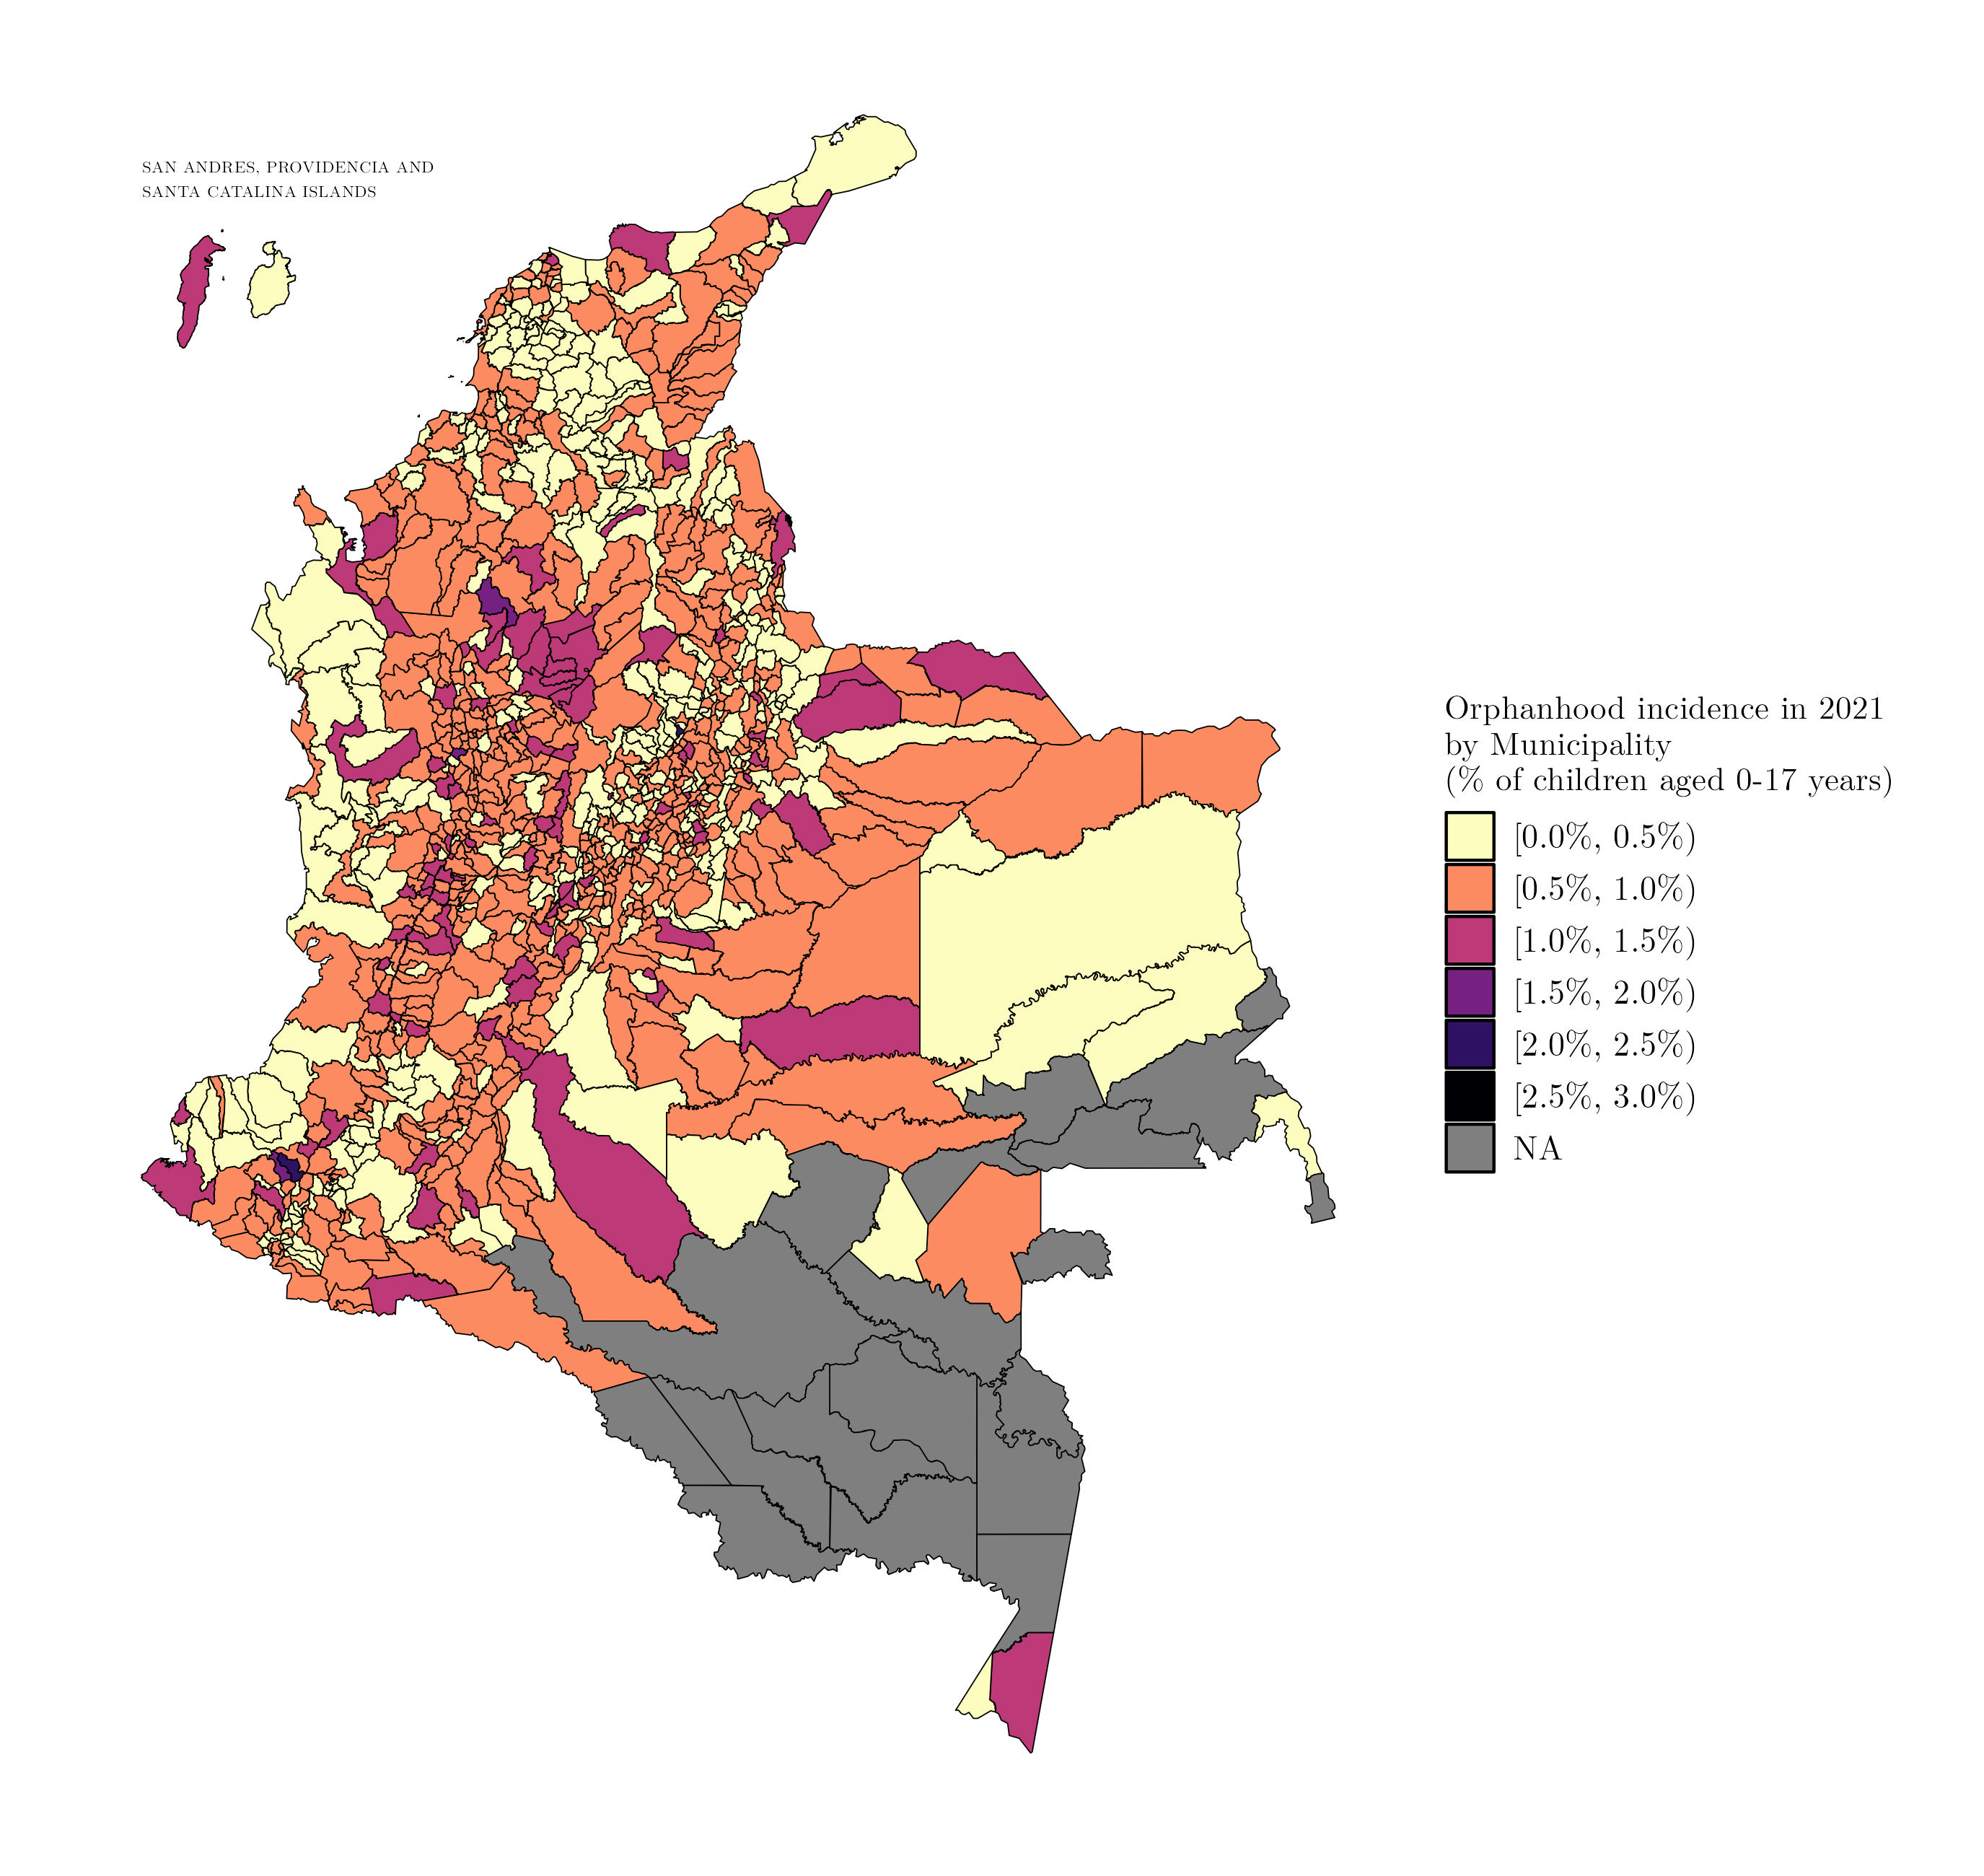 SAN ANDRES, PROVIDENCIA AND
SANTA CATALINA ISLANDS
Orphanhood incidence in 2021
by Municipality
(% of children aged 0-17 years)
[0.0%, 0.5%)
[0.5%, 1.0%)
[1.0%, 1.5%)
[1.5%, 2.0%)
[2.0%, 2.5%)
[2.5%, 3.0%)
NA